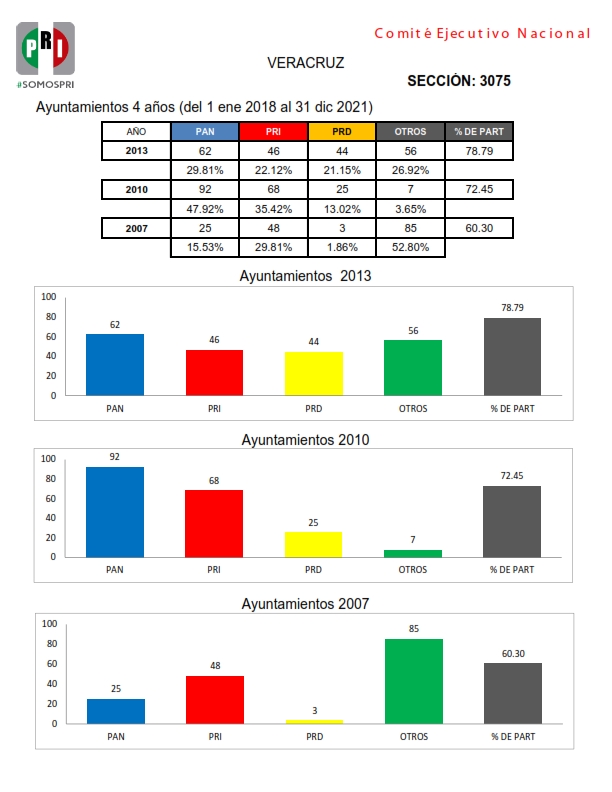 Comité Ejecutivo Nacional
PRI
#SOMOSPRI
VERACRUZ
SECCIÓN: 3075
Ayuntamientos 4 años (del 1 ene 2018 al 31 dic 2021)
AÑO PAN PRI PRD OTROS % DE PART
2013 62 46 44 56 78.79
29.81% 22.12% 21.15% 26.92%
2010 92 68 25 7 72.45
47.92% 35.42% 13.02% 3.65%
2007 25 48 3 85 60.30
15.53% 29.81% 1.86% 52.80%
Ayuntamientos 2013
100
80
60
40
20
0
62 46 44 56 78.79
PAN PRI PRD OTROS % DE PART
Ayuntamientos 2010
100
80
60
40
20
0
92 68 25 7 72.45
PAN PRI PRD OTROS % DE PART
Ayuntamientos 2007
100
80
60
40
20
0
25 48 3 85 60.30
PAN PRI PRD OTROS % DE PART